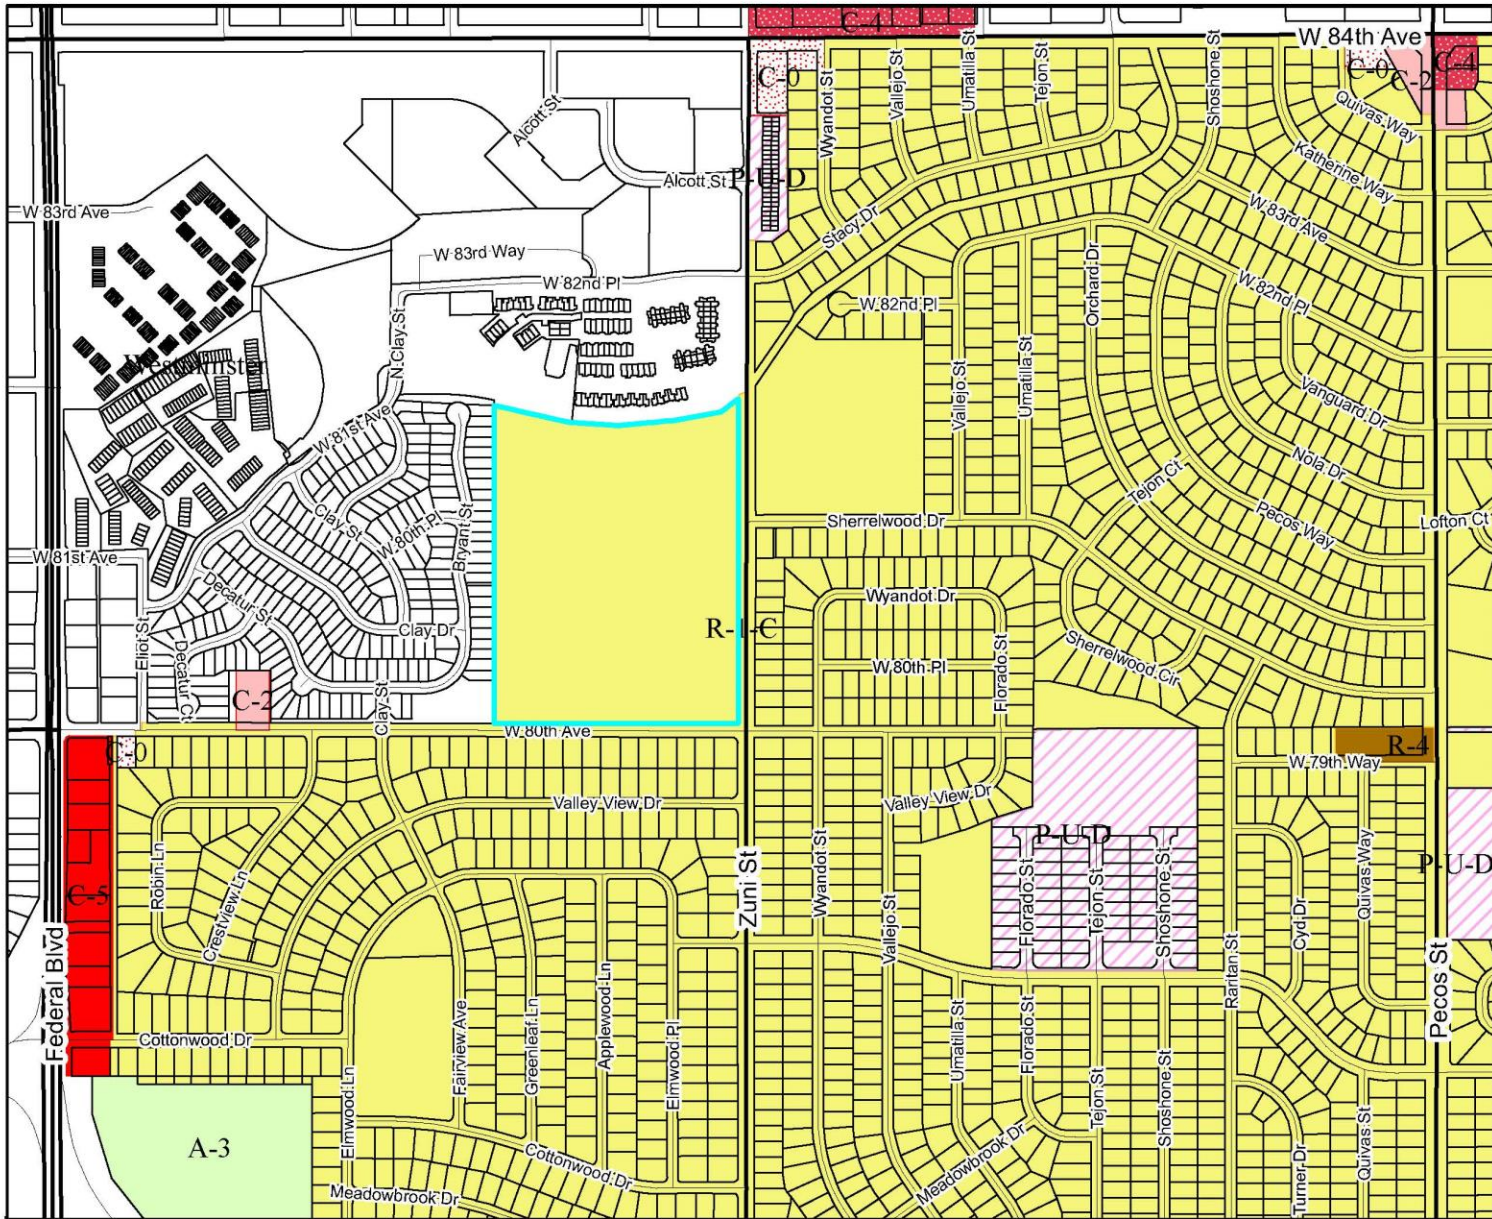 C-4
W 84th Ave
C-0
C-2
C-4
C-0
Wyandot St
Vallejo St
Umatilla St
Tejon St
Shoshone St
Quivas Way
Katherine Way
Alcott St
Alcott St
P-U-D
W 83rd Ave
W 83rd Ave
Stacy Dr
W 83rd Way
W 82nd Pl
W 82nd Pl
W 82nd Pl
Orchard Dr
N Clay St
Westminster
Vallejo St
Umatilla St
Vanguard Dr
W 81st Ave
Nola Dr
Tejon Ct
Pecos Way
Lofton Ct
Clay St
W 80th Pl
Bryant St
Sherrelwood Dr
W 81st Ave
Decatur St
Wyandot Dr
Eliot St
Decatur Ct
Clay Dr
R-1-C
Sherrelwood Cir
W 80th Pl
Florado St
C-2
Clay St
W 80th Ave
C-0
R-4
W 79th Way
Valley View Dr
Valley View Dr
P-U-D
P-U-D
Robin Ln
Crestview Ln
C-5
Zuni St
Wyandot St
Vallejo St
Florado St
Tejon St
Shoshone St
Raritan St
Cyd Dr
Quivas Way
Federal Blvd
Pecos St
Cottonwood Dr
Elmwood Ln
Fairview Ave
Greenleaf Ln
Applewood Ln
Elmwood Pl
Umatilla St
Florado St
Tejon St
Shoshone St
Turner Dr
Quivas St
A-3
Cottonwood Dr
Meadowbrook Dr
Meadowbrook Dr